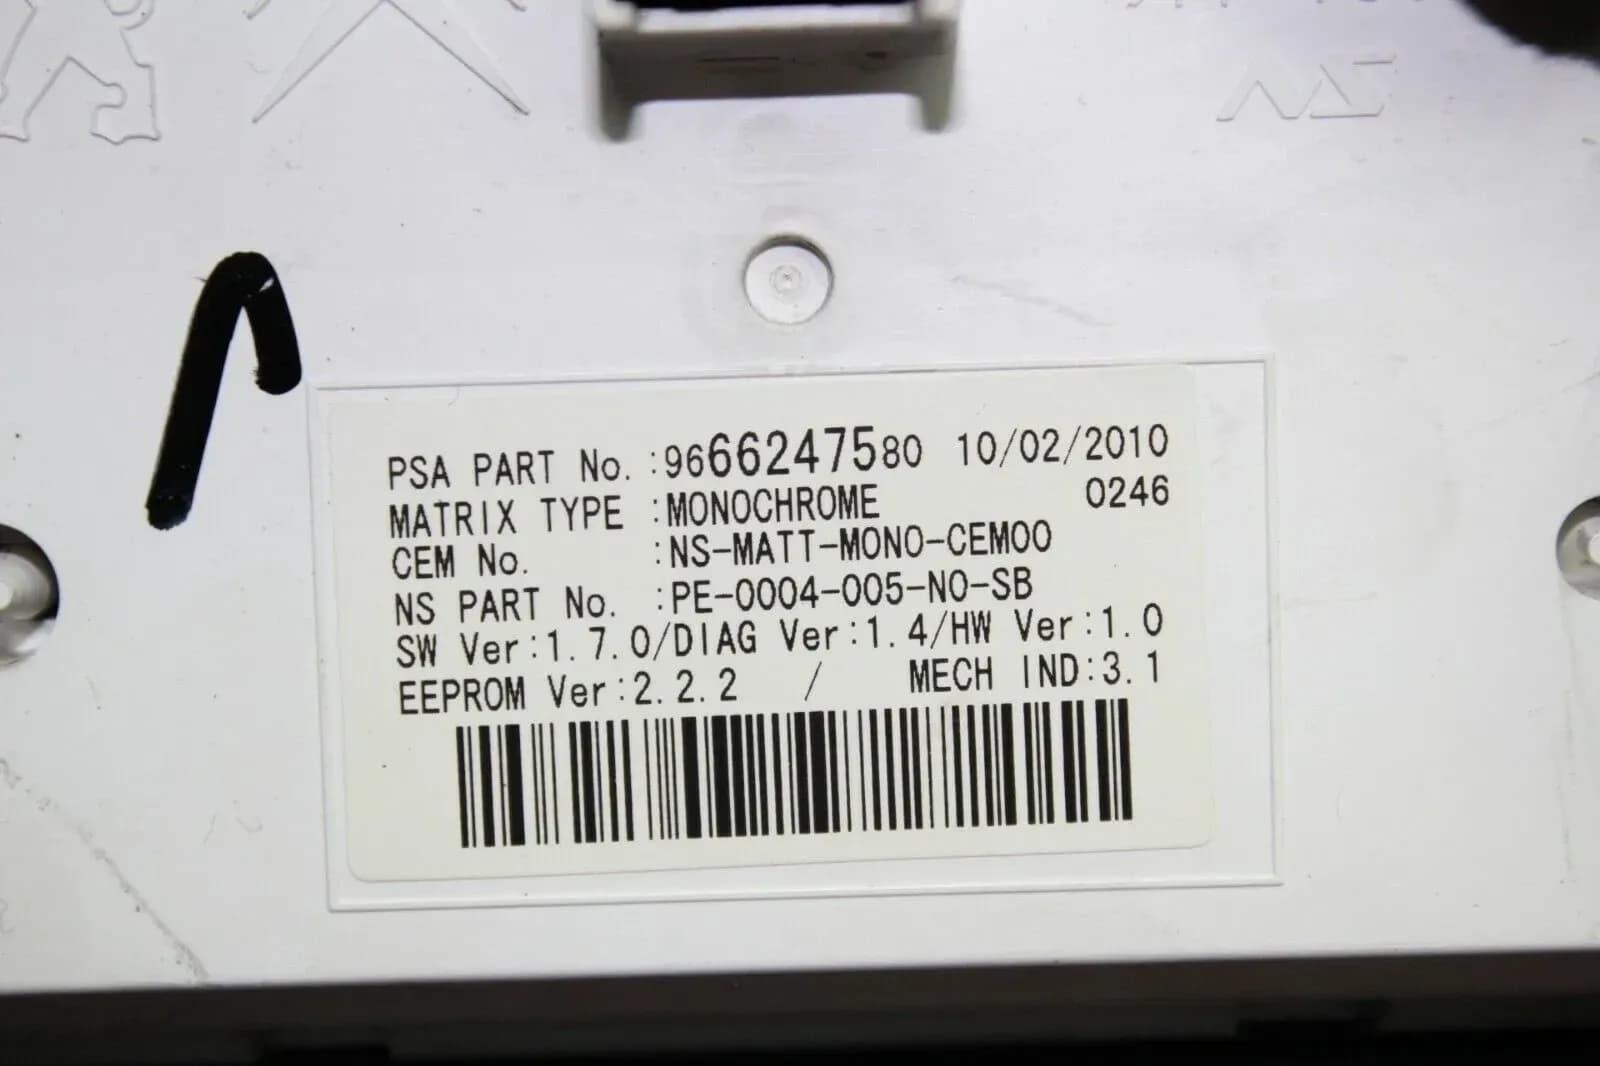 PSA PART No. :9666247580 10/02/2010
MATRIX TYPE :MONOCHROME 0246
CEM No. :NS-MATT-MONO-CEM00
NS PART No. :PE-0004-005-NO-SB
SW Ver:1.7.0/DIAG Ver:1.4/HW Ver:1.0
EEPROM Ver:2.2.2 / MECH IND:3.1